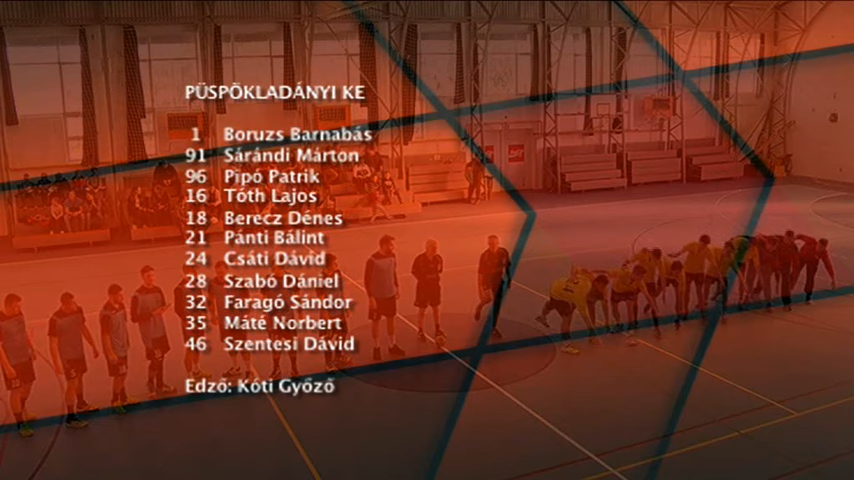 PÜSPÖKLADÁNYI KE
1 Boruzs Barnabás
91 Sárándi Márton
96 Pipó Patrik
16 Tóth Lajos
18 Berecz Dénes
21 Pánti Bálint
24 Csáti Dávid
28 Szabó Dániel
32 Faragó Sándor
35 Máté Norbert
46 Szentesi Dávid
Edző: Kóti Győző